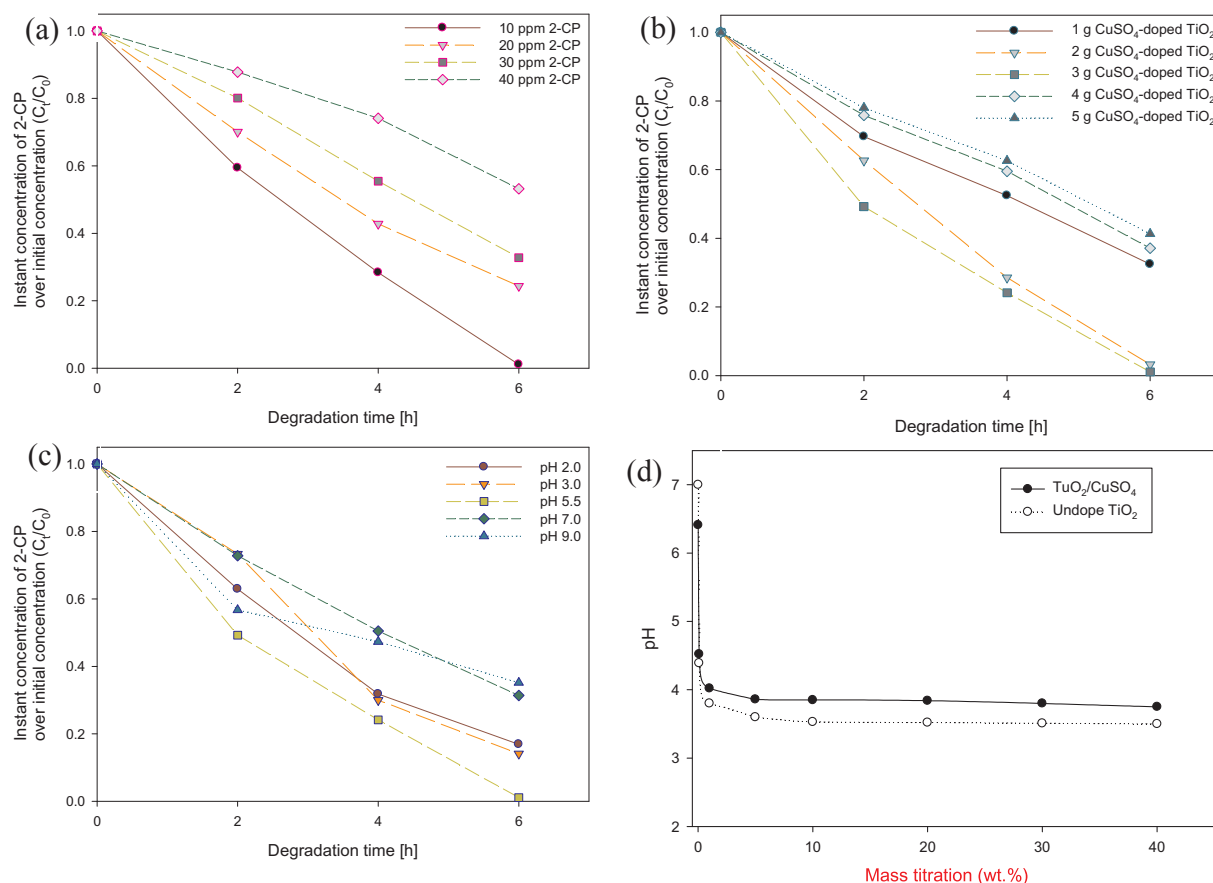 (a)
10 ppm 2-CP
20 ppm 2-CP
30 ppm 2-CP
40 ppm 2-CP
Instant concentration of 2-CP
over initial concentration (Ct/C0)
1.0
0.8
0.6
0.4
0.2
0.0
0 2 4 6
Degradation time [h]
(b)
1 g CuSO4-doped TiO2
2 g CuSO4-doped TiO2
3 g CuSO4-doped TiO2
4 g CuSO4-doped TiO2
5 g CuSO4-doped TiO2
Instant concentration of 2-CP
over initial concentration (Ct/C0)
1.0
0.8
0.6
0.4
0.2
0.0
0 2 4 6
Degradation time [h]
(c)
pH 2.0
pH 3.0
pH 5.5
pH 7.0
pH 9.0
Instant concentration of 2-CP
over initial concentration (Ct/C0)
1.0
0.8
0.6
0.4
0.2
0.0
0 2 4 6
Degradation time [h]
(d)
TuO2/CuSO4
Undope TiO2
pH
7
6
5
4
3
2
0 10 20 30 40
Mass titration (wt.%)